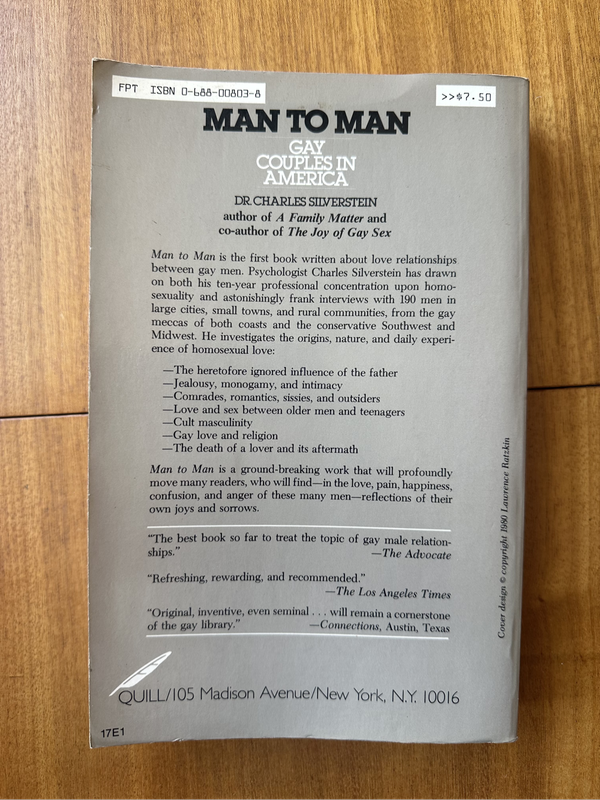 FPT ISBN 0-688-00803-8
>>$7.50
MAN TO MAN
GAY
COUPLES IN
AMERICA
DR. CHARLES SILVERSTEIN
author of A Family Matter and
co-author of The Joy of Gay Sex
Man to Man is the first book written about love relationships
between gay men. Psychologist Charles Silverstein has drawn
on both his ten-year professional concentration upon homo-
sexuality and astonishingly frank interviews with 190 men in
large cities, small towns, and rural communities, from the gay
meccas of both coasts and the conservative Southwest and
Midwest. He investigates the origins, nature, and daily experi-
ence of homosexual love:
—The heretofore ignored influence of the father
—Jealousy, monogamy, and intimacy
—Comrades, romantics, sissies, and outsiders
—Love and sex between older men and teenagers
—Cult masculinity
—Gay love and religion
—The death of a lover and its aftermath
Man to Man is a ground-breaking work that will profoundly
move many readers, who will find—in the love, pain, happiness,
confusion, and anger of these many men—reflections of their
own joys and sorrows.
"The best book so far to treat the topic of gay male relation-
ships." —The Advocate
"Refreshing, rewarding, and recommended."
—The Los Angeles Times
"Original, inventive, even seminal . . . will remain a cornerstone
of the gay library." —Connections, Austin, Texas
Cover design © copyright 1980 Lawrence Ratzkin
QUILL/105 Madison Avenue/New York, N.Y. 10016
17E1